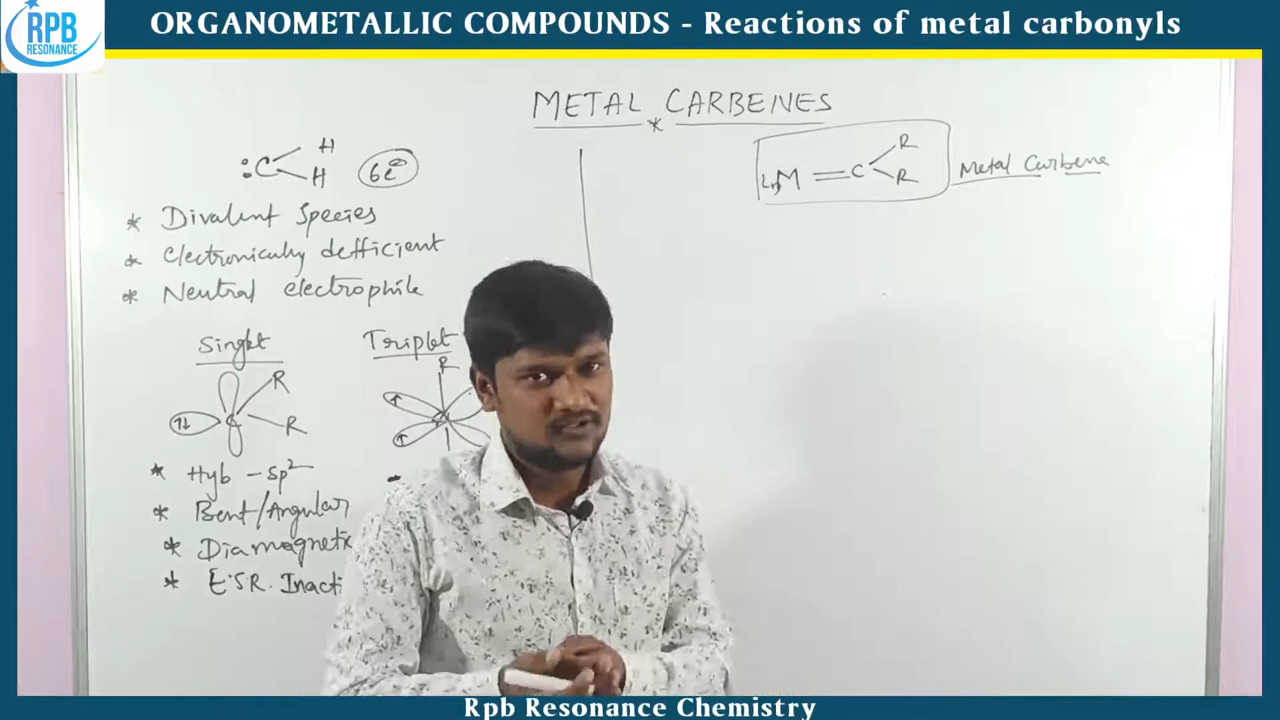 RPB
RESONANCE
ORGANOMETALLIC COMPOUNDS - Reactions of metal carbonyls
METAL CARBENES
*
:C H H 6e⊖
LnM=C R R Metal Carbene
* Divalent Species
* Electronically defficient
* Neutral electrophile
Singlet Triplet
R
R
↑↓ C R
↑
↑
* Hyb - sp²
* Bent/Angular
* Diamagnetic
* E.S.R. Inacti
Rpb Resonance Chemistry